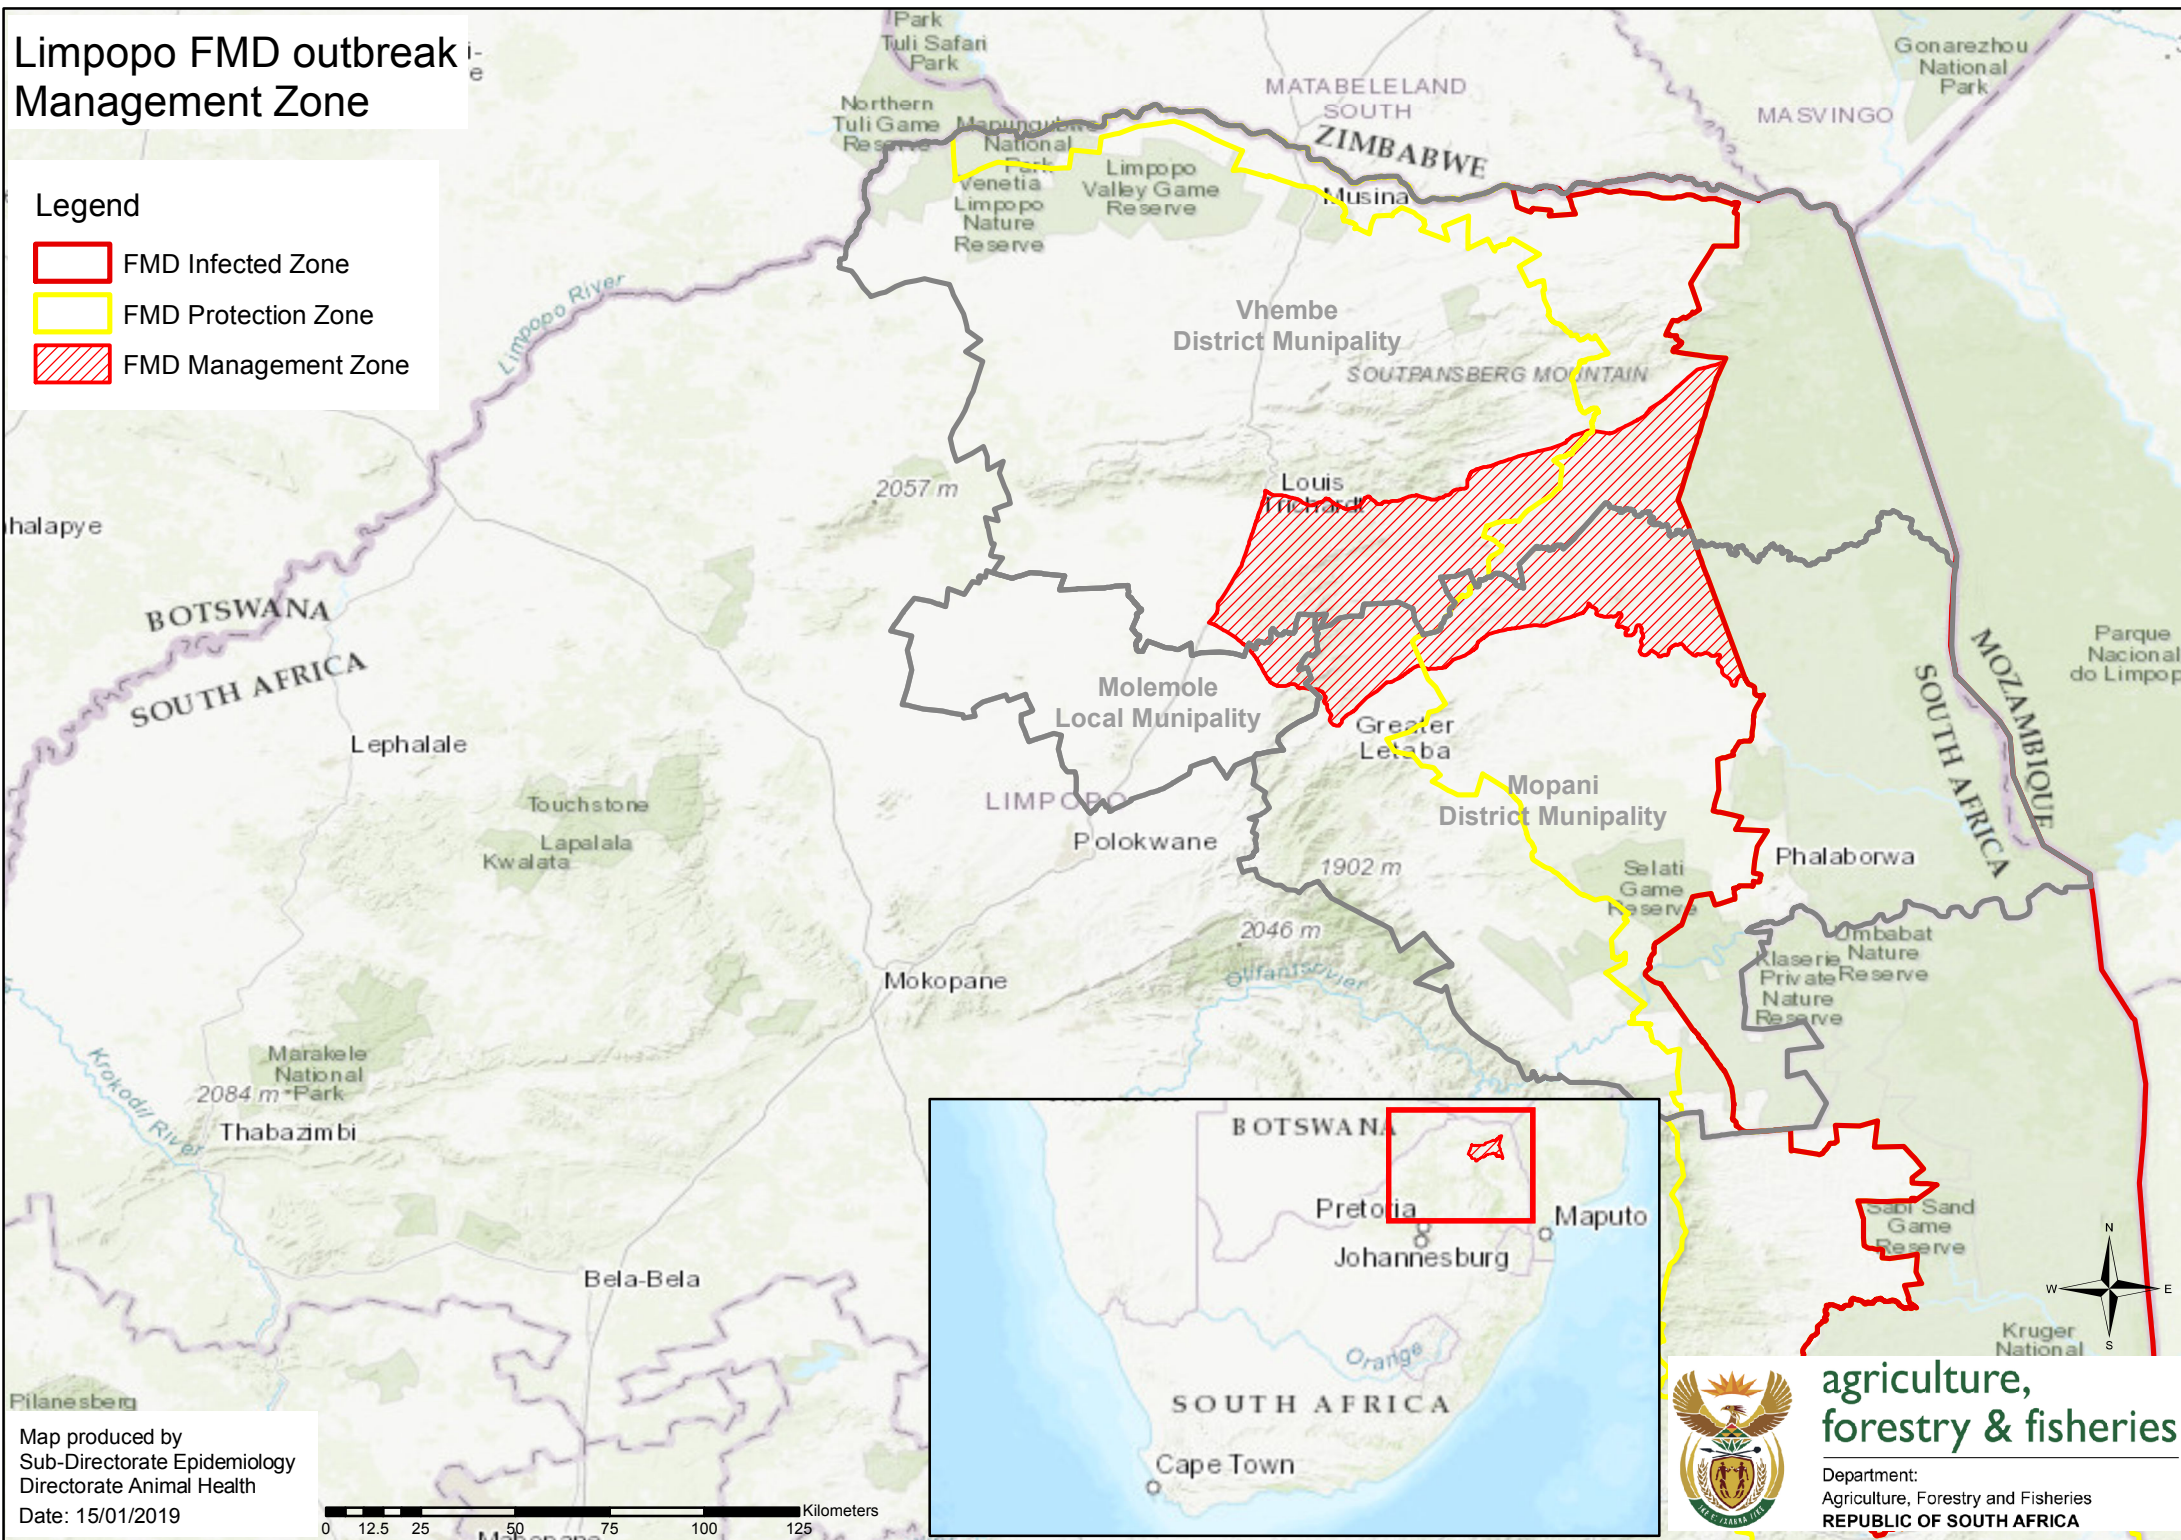 Limpopo FMD outbreak
Management Zone
Legend
FMD Infected Zone
FMD Protection Zone
FMD Management Zone
Park
Tuli Safari
Park
Northern
Tuli Game
Reserve
Mapungubwe
National
Park
Venetia
Limpopo
Nature
Reserve
Limpopo
Valley Game
Reserve
MATABELELAND
SOUTH
ZIMBABWE
Musina
MASVINGO
Gonarezhou
National
Park
Limpopo River
Vhembe
District Munipality
SOUTPANSBERG MOUNTAIN
2057 m
Louis
Trichardt
halapye
BOTSWANA
SOUTH AFRICA
Lephalale
Molemole
Local Munipality
Greater
Letaba
MOZAMBIQUE
SOUTH AFRICA
Parque
Nacional
do Limpop
Touchstone
Lapalala
Kwalata
LIMPOPO
Polokwane
Mopani
District Munipality
1902 m
Selati
Game
Reserve
Phalaborwa
2046 m
Olifantsrivier
Mokopane
Umbabat
Nature
Reserve
Klaserie
Private
Nature
Reserve
Marakele
National
Park
2084 m
Krokodil River
Thabazimbi
Bela-Bela
Pilanesberg
Sabi Sand
Game
Reserve
Kruger
National
N
W
E
S
BOTSWANA
Pretoria
Johannesburg
Maputo
Orange
SOUTH AFRICA
Cape Town
Map produced by
Sub-Directorate Epidemiology
Directorate Animal Health
Date: 15/01/2019
0 12.5 25 50 75 100 125
Kilometers
agriculture,
forestry & fisheries
Department:
Agriculture, Forestry and Fisheries
REPUBLIC OF SOUTH AFRICA